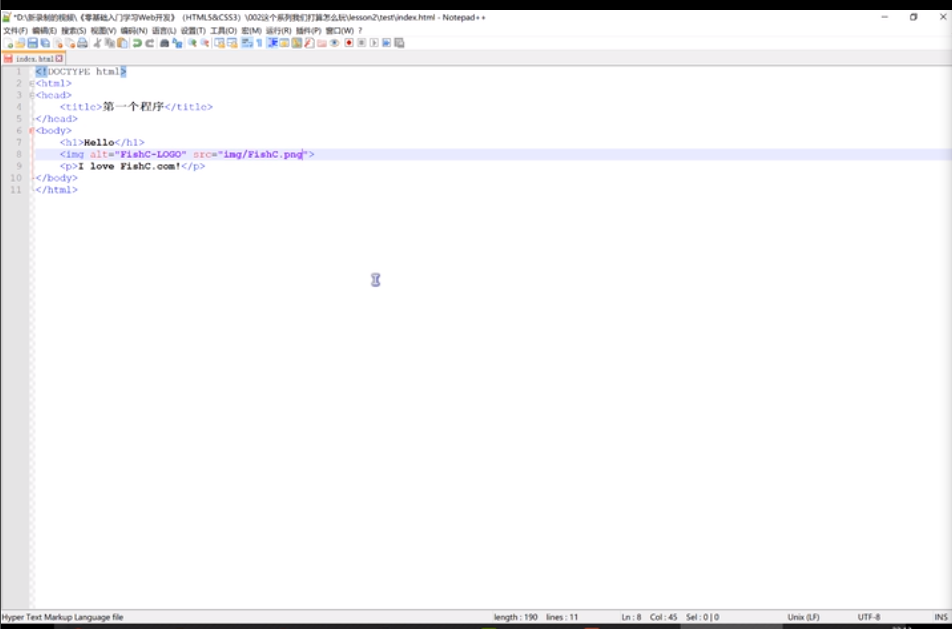 *D:\新录制的视频\《零基础入门学习Web开发》（HTML5&CSS3）\002这个系列我们打算怎么玩\lesson2\test\index.html - Notepad++
文件(F) 编辑(E) 搜索(S) 视图(V) 编码(N) 语言(L) 设置(T) 工具(O) 宏(M) 运行(R) 插件(P) 窗口(W) ?
index.html
1 <!DOCTYPE html>
2 <html>
3 <head>
4 <title>第一个程序</title>
5 </head>
6 <body>
7 <h1>Hello</h1>
8 <img alt="FishC-LOGO" src="img/FishC.png">
9 <p>I love FishC.com!</p>
10 </body>
11 </html>
Hyper Text Markup Language file length : 190 lines : 11 Ln : 8 Col : 45 Sel : 0 | 0 Unix (LF) UTF-8 INS